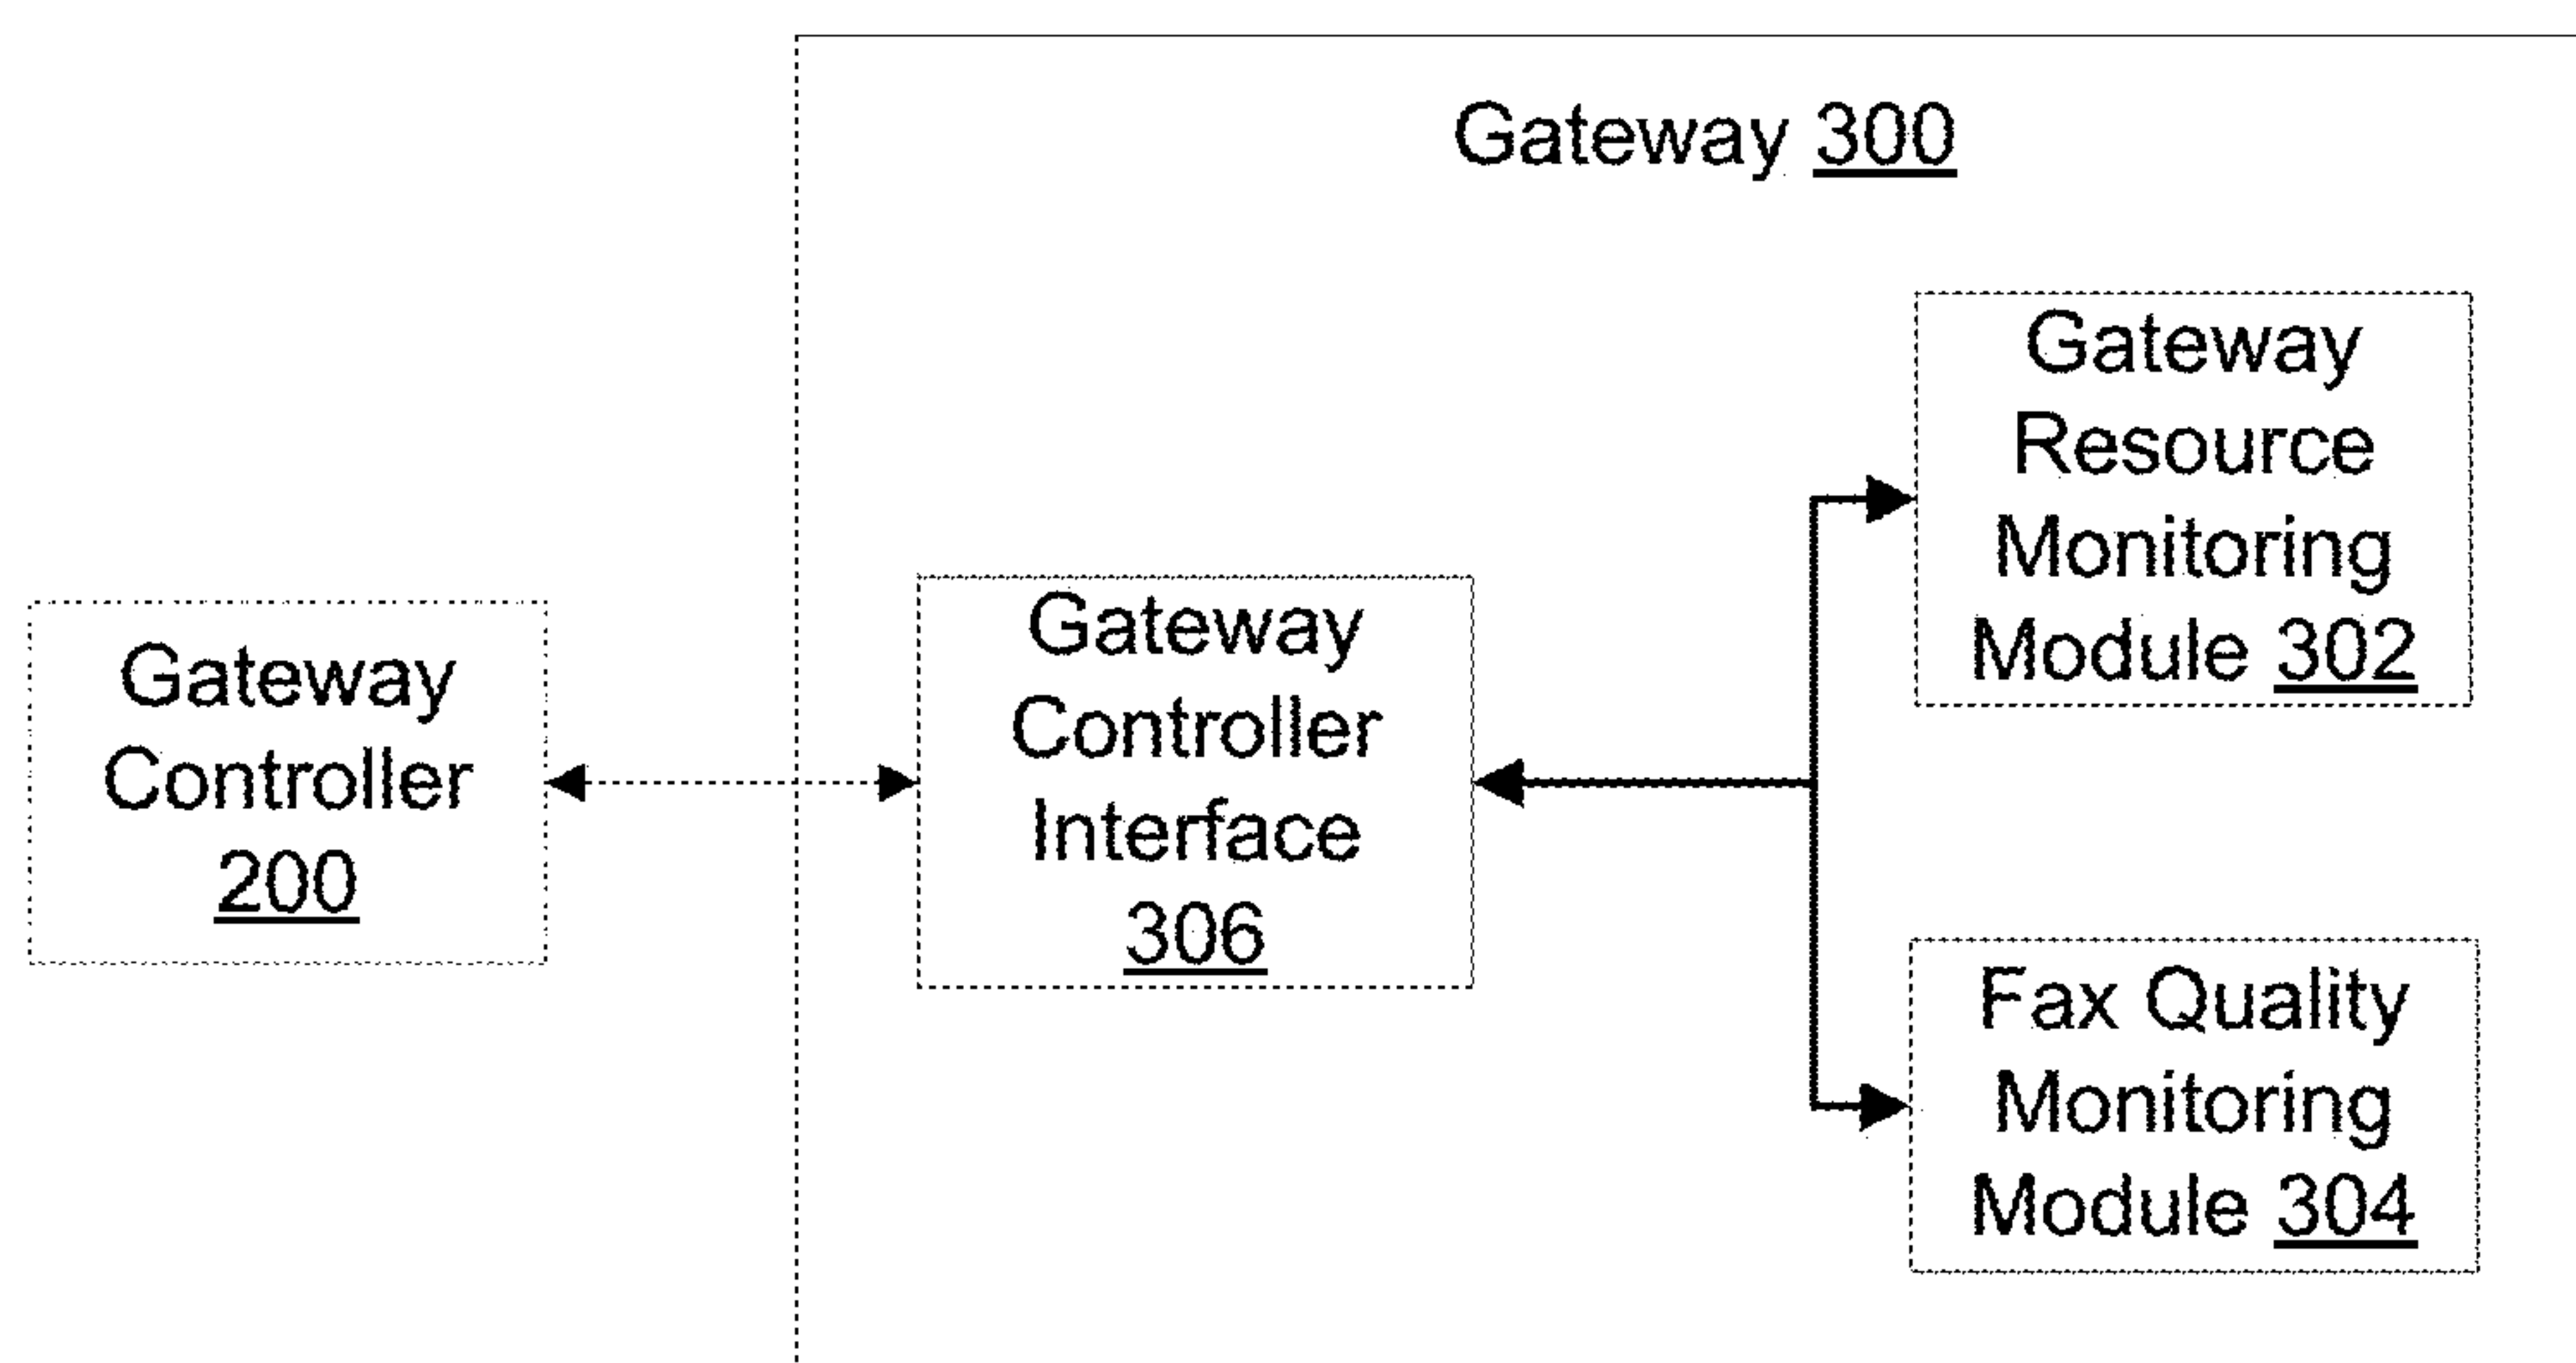 Gateway 300
Gateway
Resource
Monitoring
Module 302
Gateway
Controller
200
Gateway
Controller
Interface
306
Fax Quality
Monitoring
Module 304